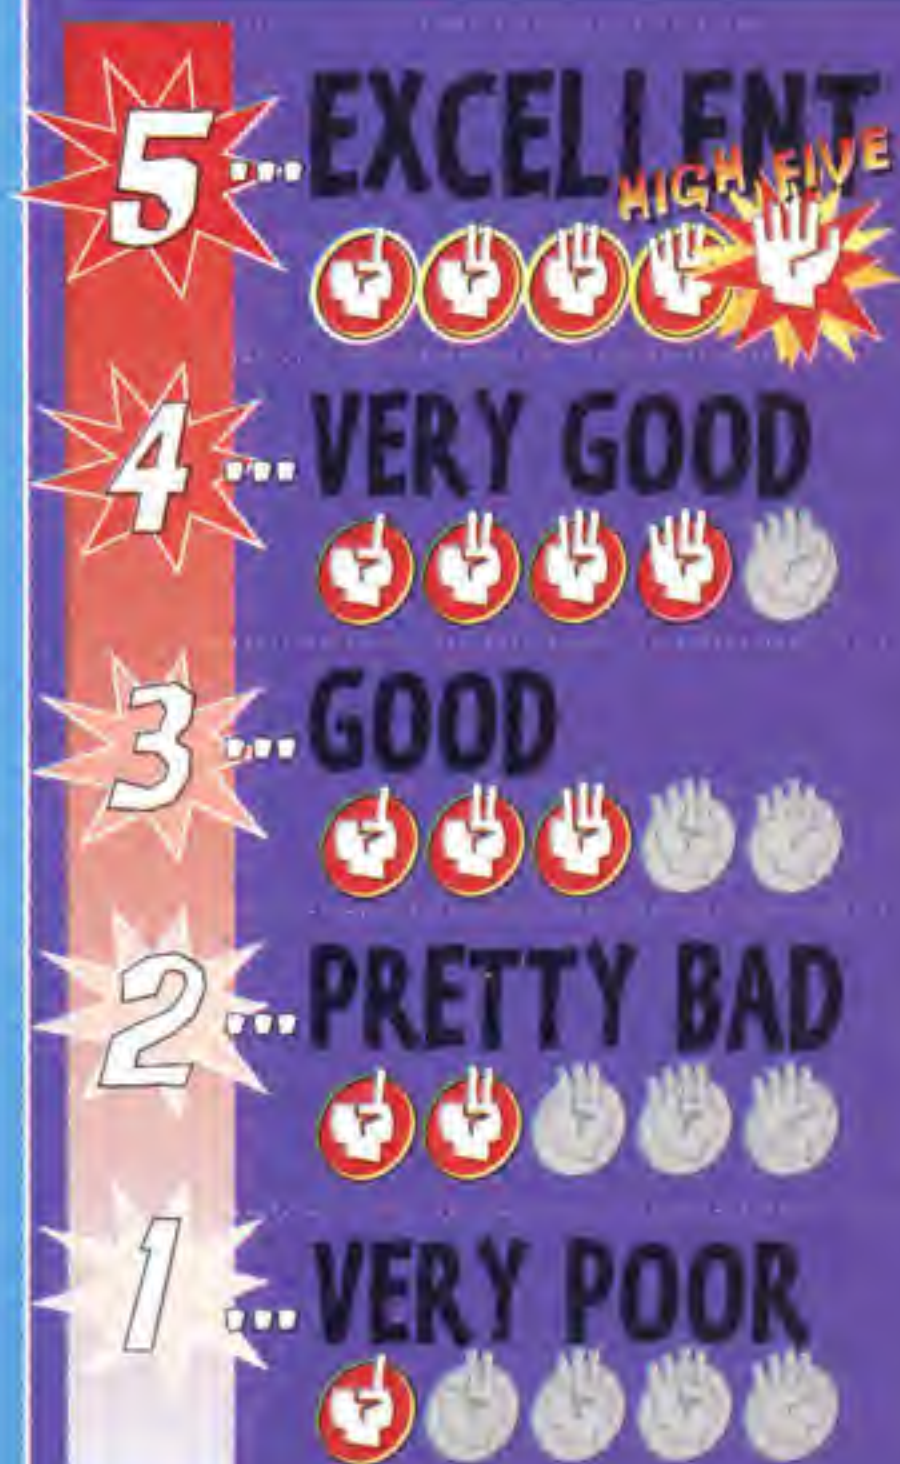 5... EXCELLENT
HIGH FIVE
4... VERY GOOD
3... GOOD
2... PRETTY BAD
1... VERY POOR